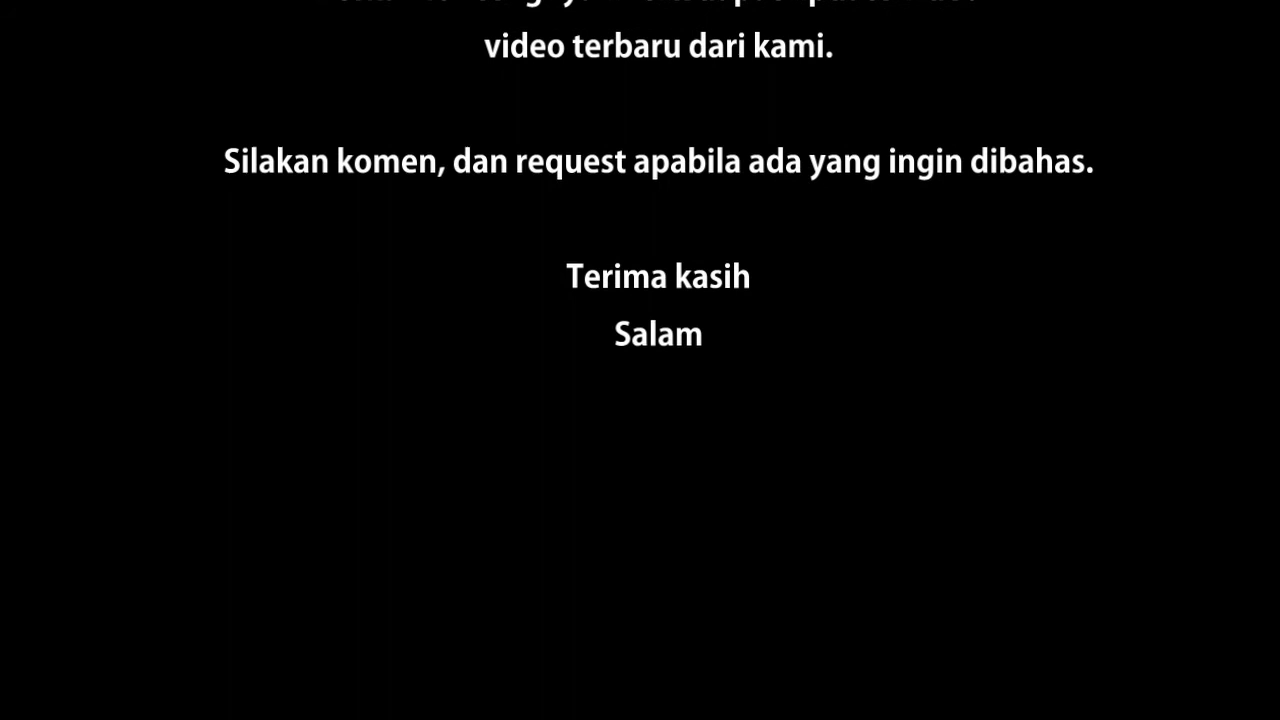 video terbaru dari kami.
Silakan komen, dan request apabila ada yang ingin dibahas.
Terima kasih
Salam